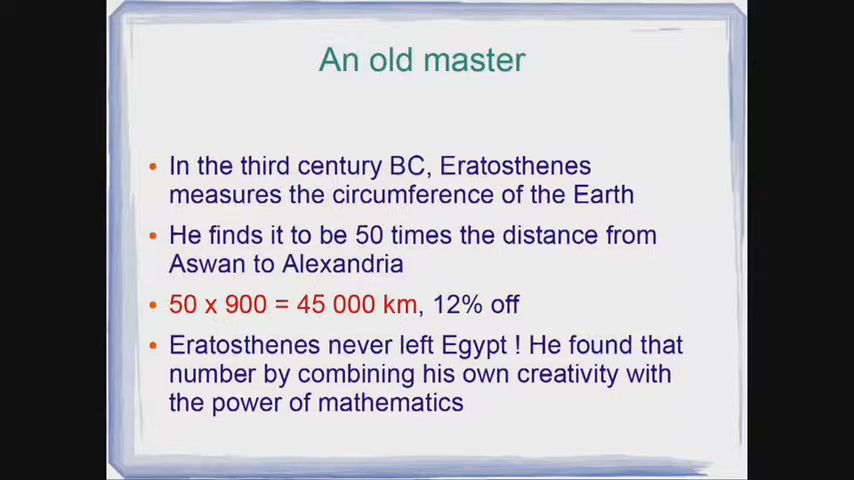 An old master
• In the third century BC, Eratosthenes
measures the circumference of the Earth
• He finds it to be 50 times the distance from
Aswan to Alexandria
• 50 x 900 = 45 000 km, 12% off
• Eratosthenes never left Egypt ! He found that
number by combining his own creativity with
the power of mathematics